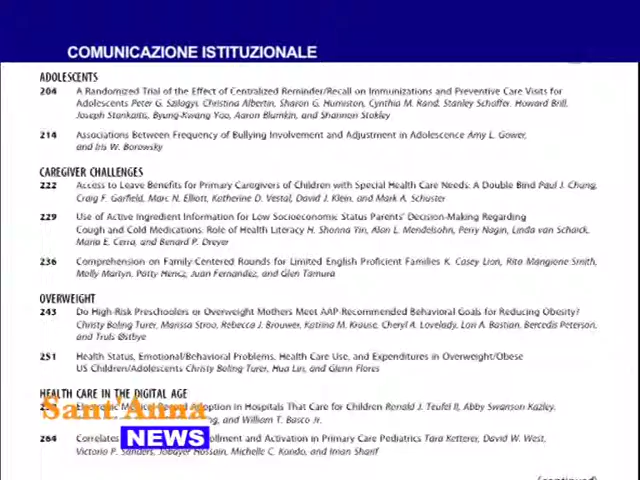 COMUNICAZIONE ISTITUZIONALE
ADOLESCENTS
204 A Randomized Trial of the Effect of Centralized Reminder/Recall on Immunizations and Preventive Care Visits for
Adolescents Peter G. Szilagyi, Christina Albertin, Sharon G. Humiston, Cynthia M. Rand, Stanley Schaffer, Howard Brill,
Joseph Stankaitis, Byung-Kwang Yoo, Aaron Blumkin, and Shannon Stokley
214 Associations Between Frequency of Bullying Involvement and Adjustment in Adolescence Amy L. Gower,
and Iris W. Borowsky
CAREGIVER CHALLENGES
222 Access to Leave Benefits for Primary Caregivers of Children with Special Health Care Needs: A Double Bind Paul J. Chung,
Craig F. Garfield, Marc N. Elliott, Katherine D. Vestal, David J. Klein, and Mark A. Schuster
229 Use of Active Ingredient Information for Low Socioeconomic Status Parents' Decision-Making Regarding
Cough and Cold Medications: Role of Health Literacy H. Shonna Yin, Alan L. Mendelsohn, Perry Nagin, Linda van Schaick,
Maria E. Cerra, and Benard P. Dreyer
236 Comprehension on Family-Centered Rounds for Limited English Proficient Families K. Casey Lion, Rita Mangione-Smith,
Molly Martyn, Patty Hencz, Juan Fernandez, and Glen Tamura
OVERWEIGHT
243 Do High-Risk Preschoolers or Overweight Mothers Meet AAP-Recommended Behavioral Goals for Reducing Obesity?
Christy Boling Turer, Marissa Stroo, Rebecca J. Brouwer, Katrina M. Krause, Cheryl A. Lovelady, Lori A. Bastian, Bercedis Peterson,
and Truls Østbye
251 Health Status, Emotional/Behavioral Problems, Health Care Use, and Expenditures in Overweight/Obese
US Children/Adolescents Christy Boling Turer, Hua Lin, and Glenn Flores
HEALTH CARE IN THE DIGITAL AGE
Electronic Medical Record Adoption in Hospitals That Care for Children Ronald J. Teufel II, Abby Swanson Kazley,
and William T. Basco Jr.
Sant'Anna
NEWS
264 Correlates Enrollment and Activation in Primary Care Pediatrics Tara Ketterer, David W. West,
Victoria P. Sanders, Jobayer Hossain, Michelle C. Kondo, and Iman Sharif
(continued)